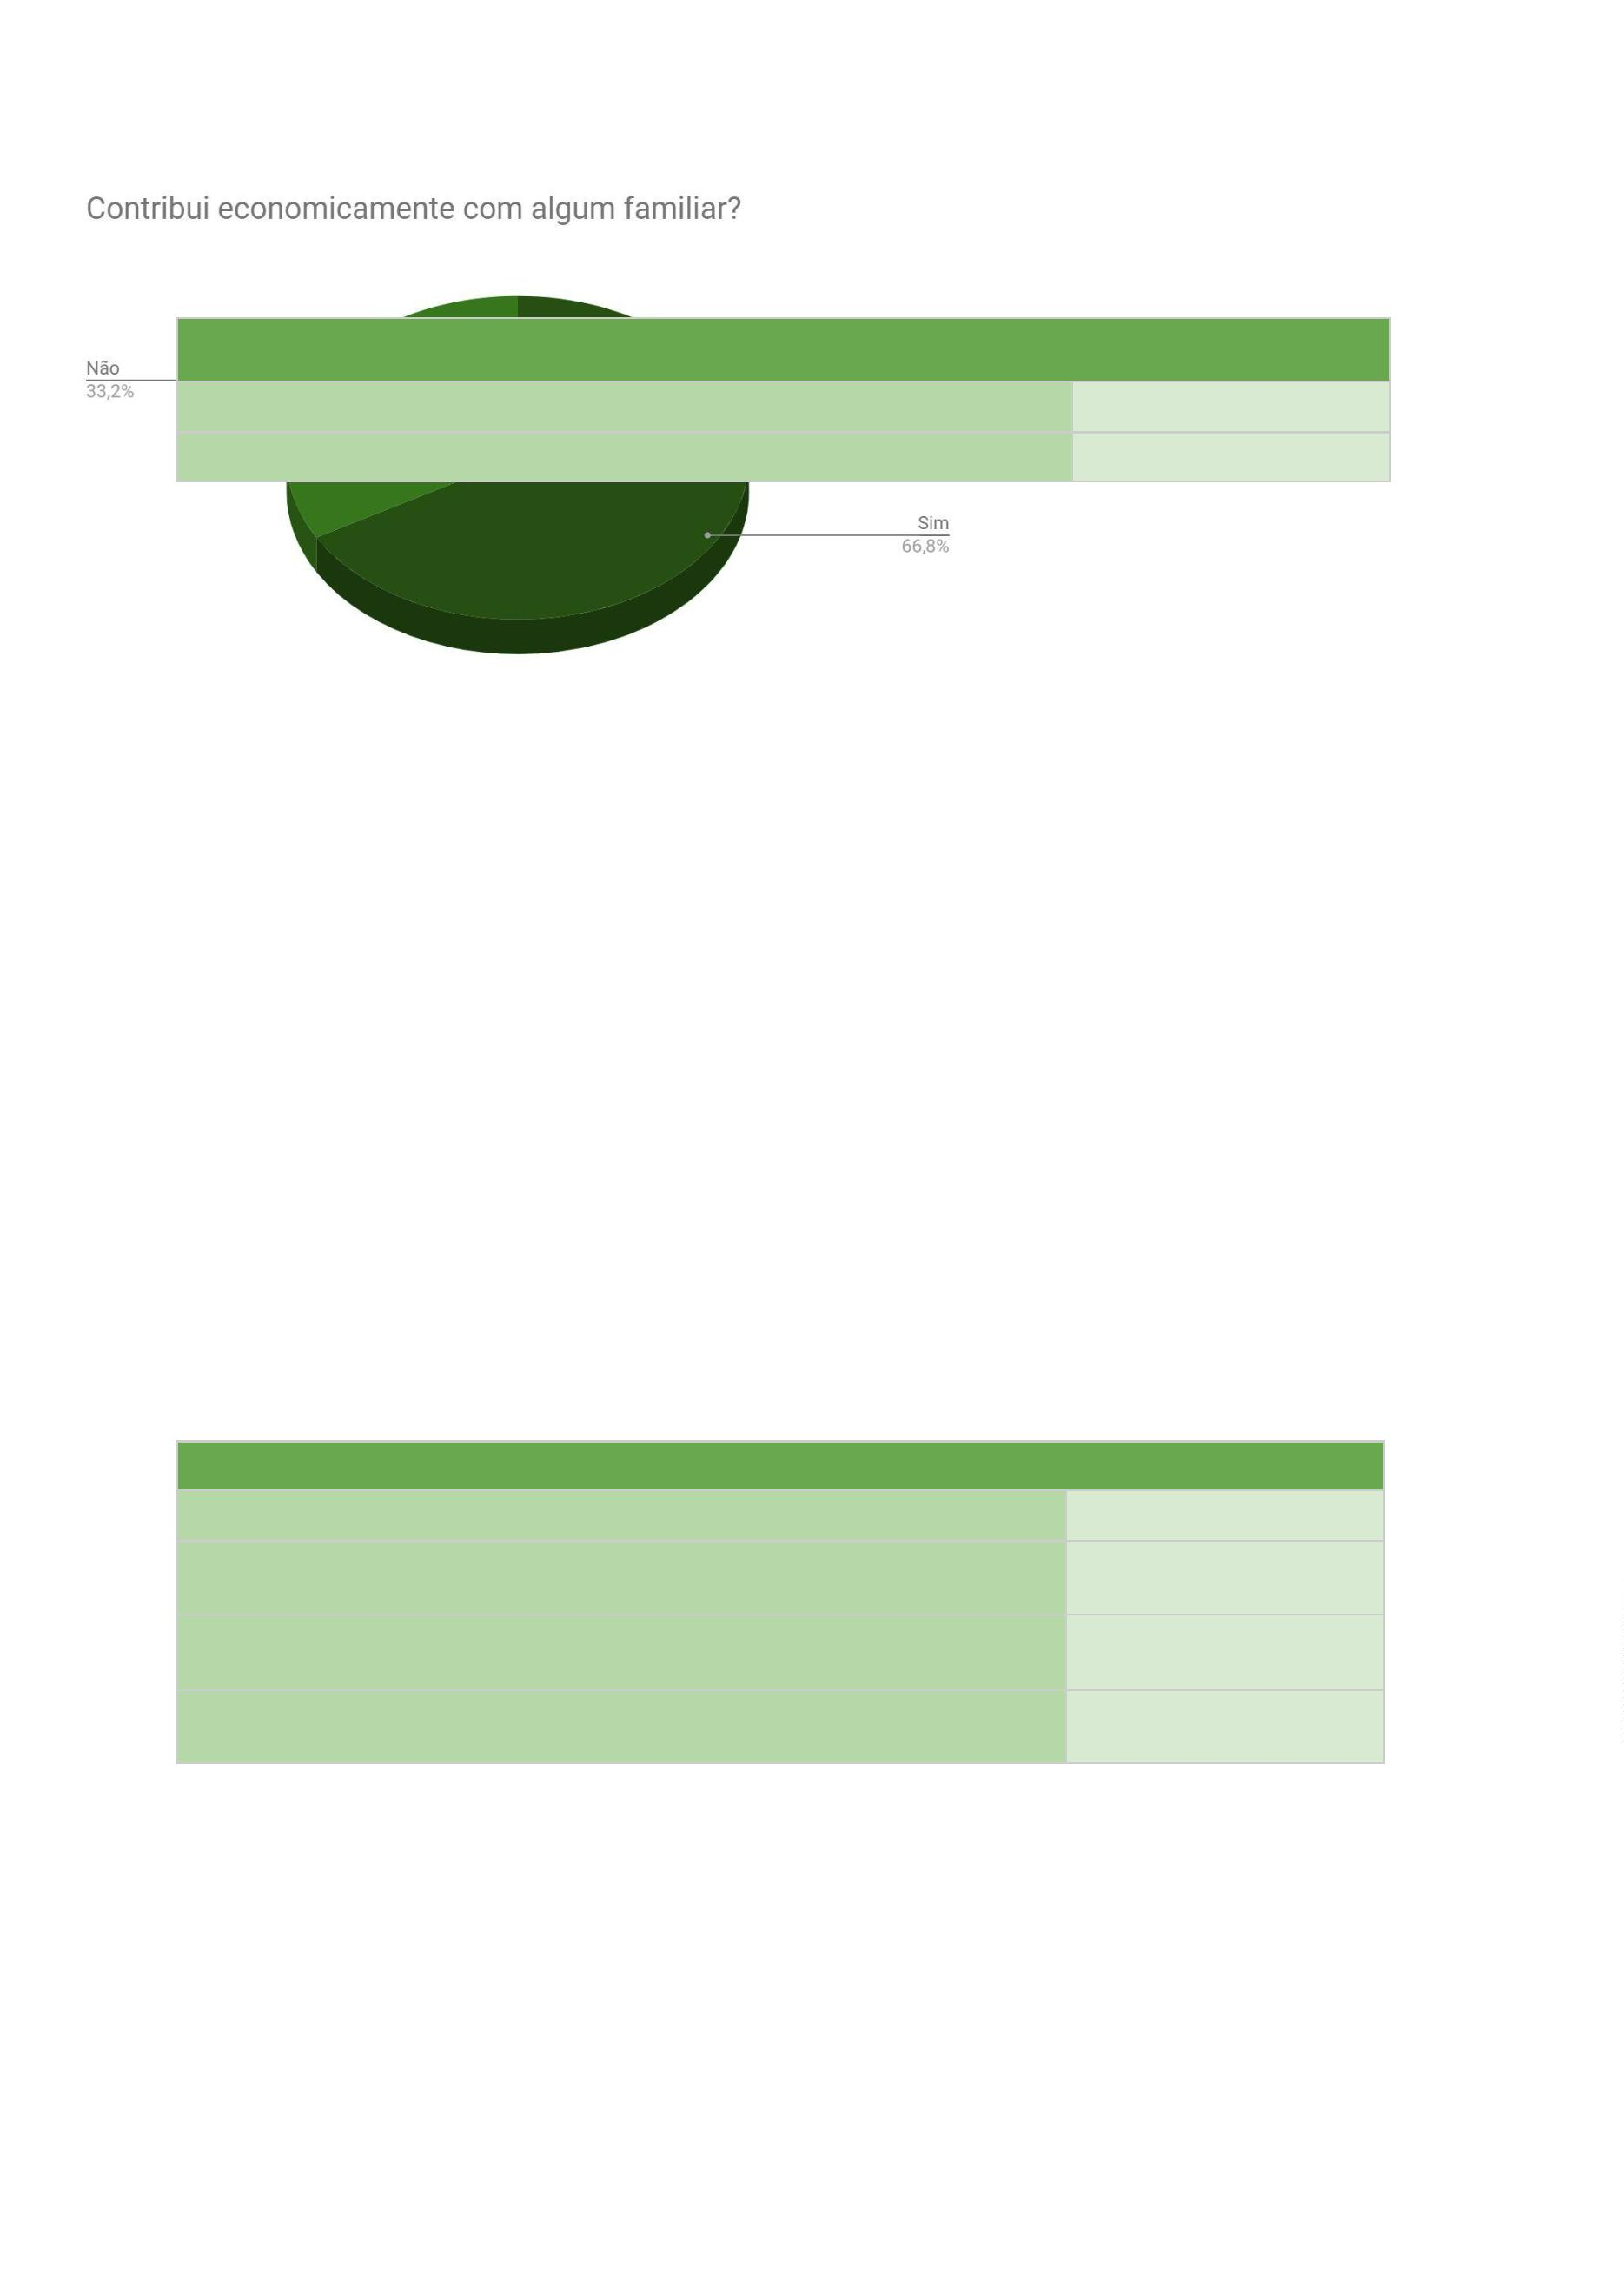 Contribui economicamente com algum familiar?
Não
33,2%
Sim
66,8%